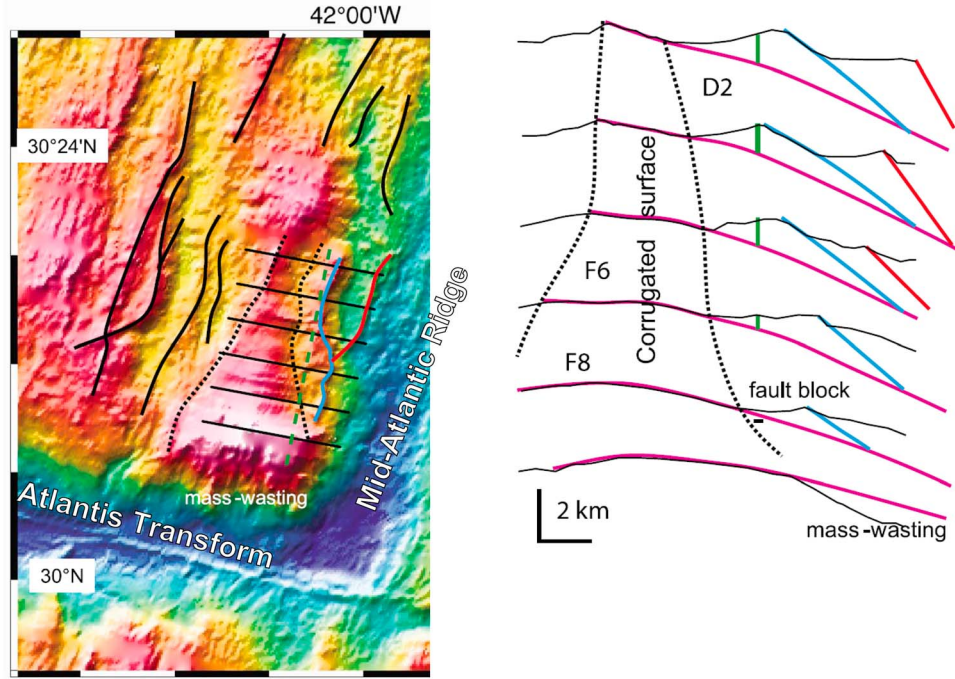 42°00'W
30°24'N
Mid-Atlantic Ridge
mass-wasting
Atlantis Transform
30°N
D2
Corrugated surface
F6
F8
fault block
2 km
mass-wasting